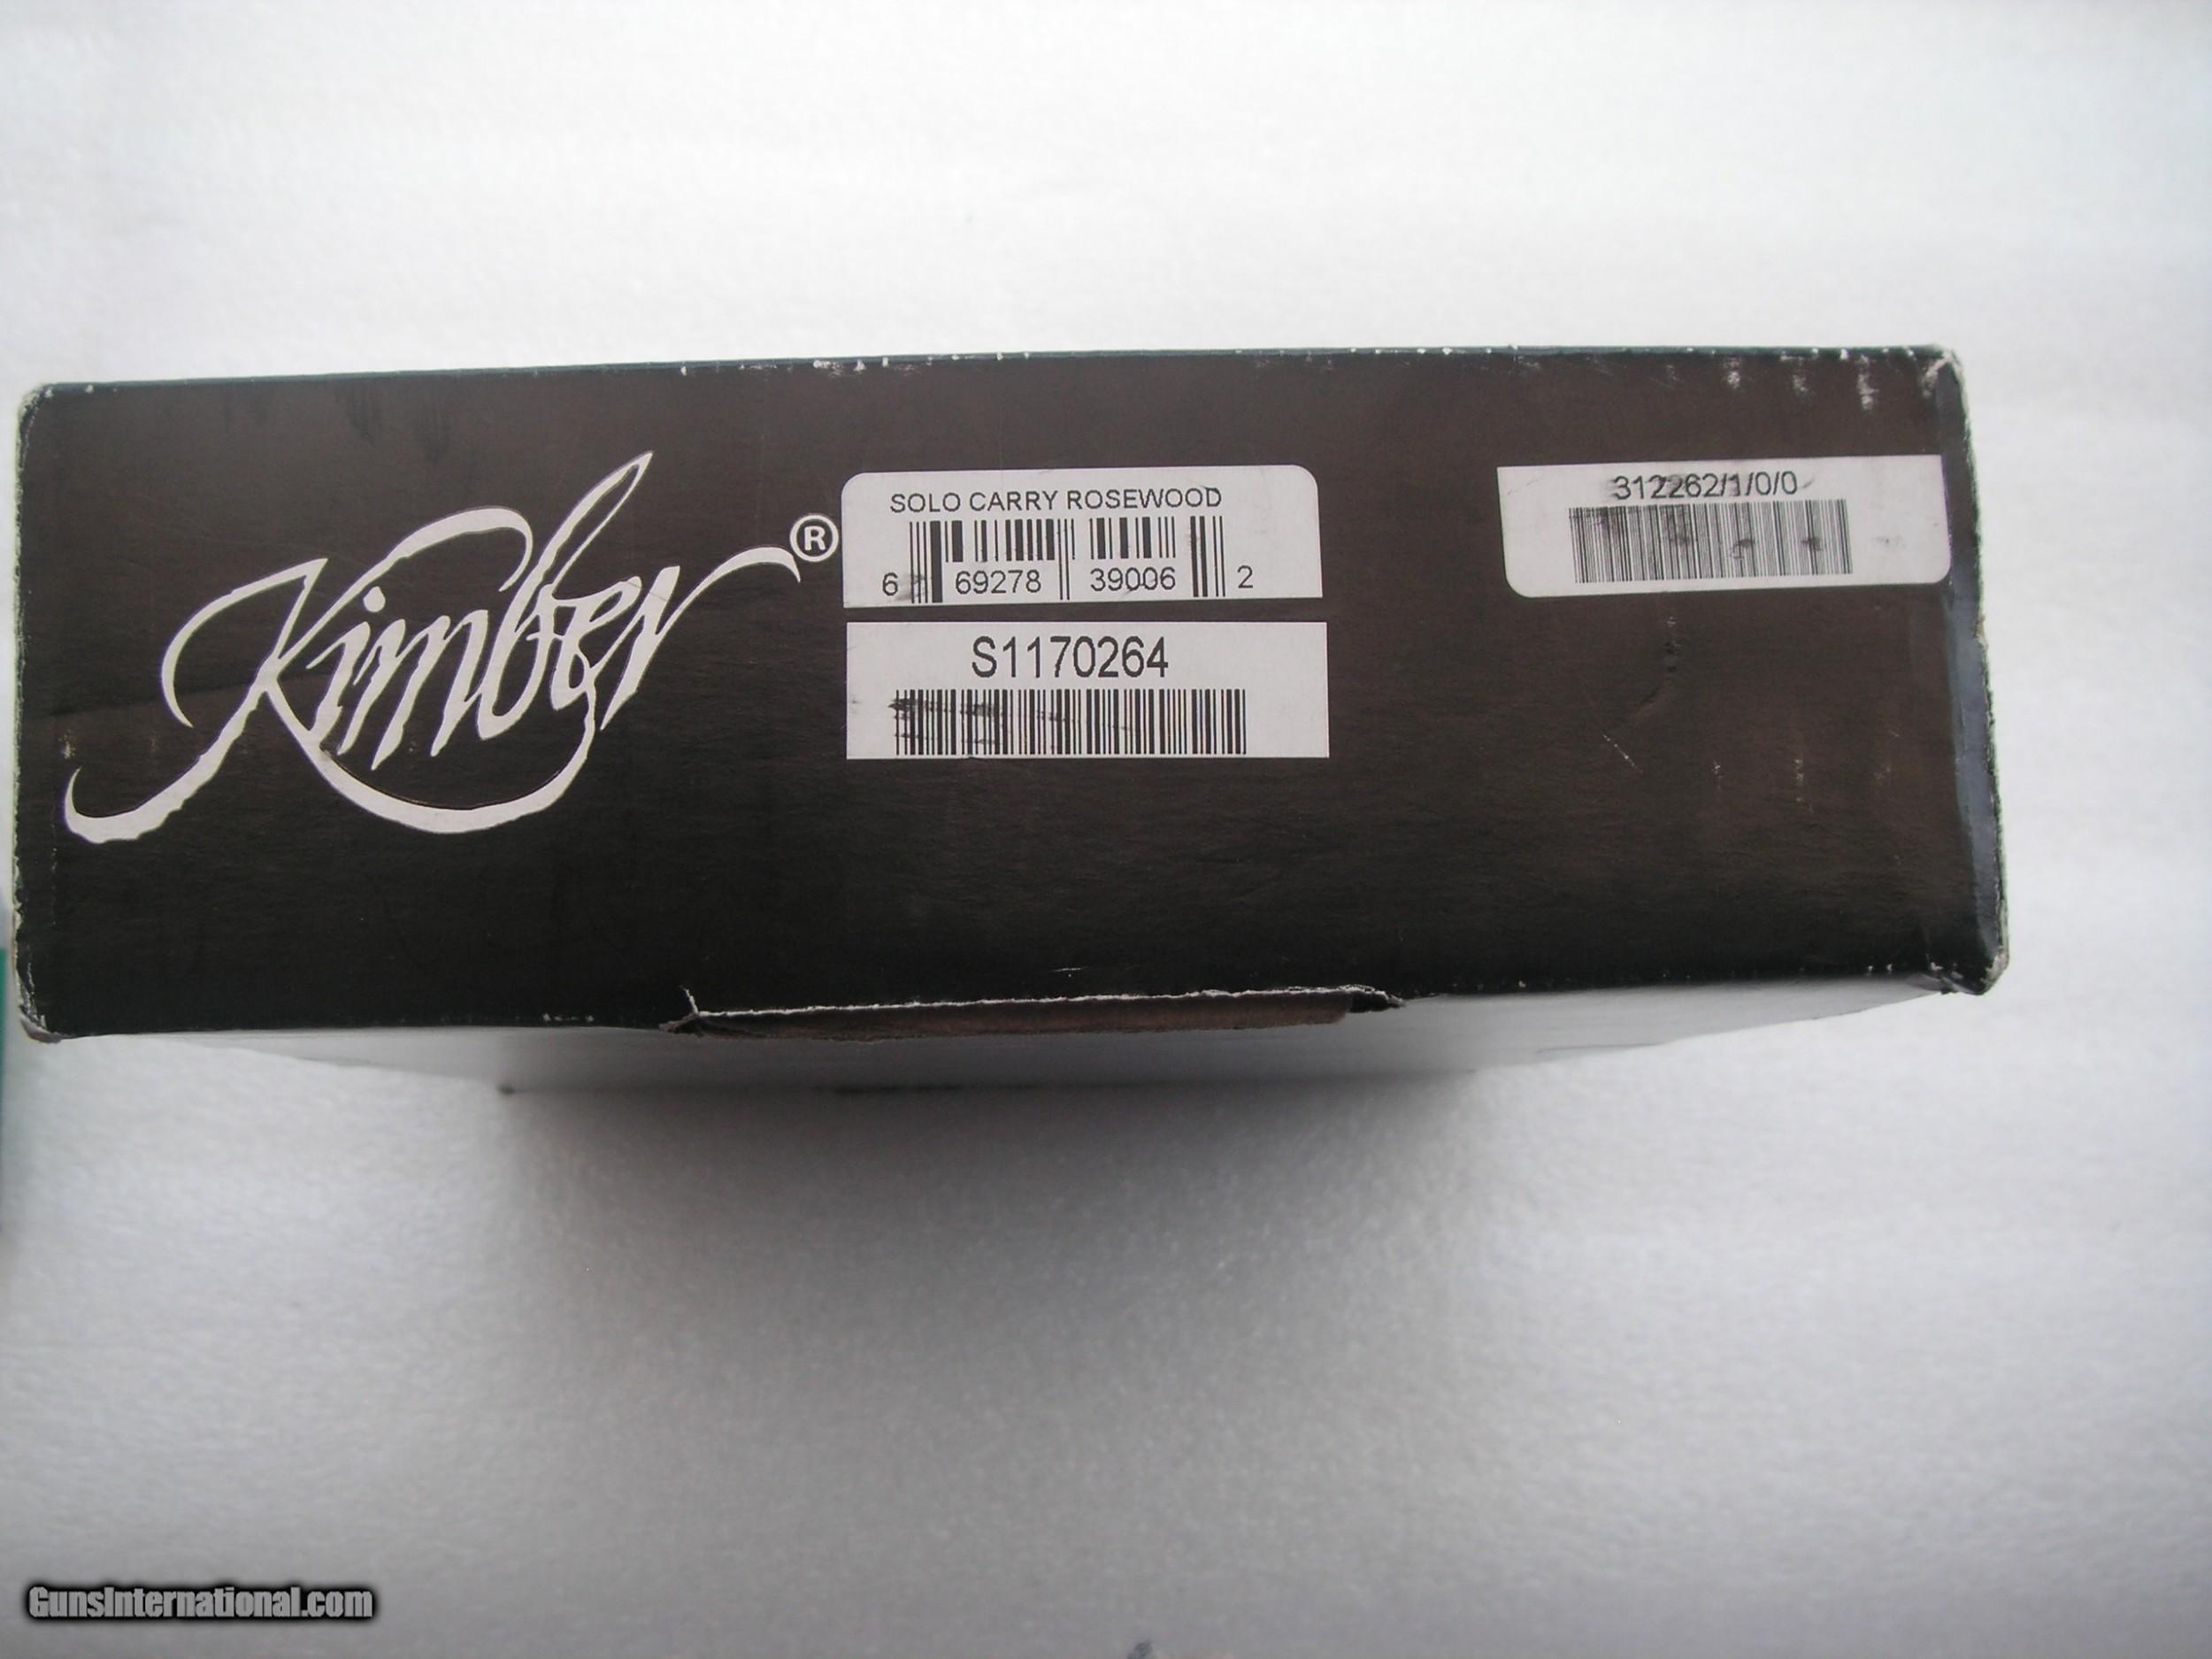 Kimber®
SOLO CARRY ROSEWOOD
6 69278 39006 2
S1170264
312262/1/0/0
GunsInternational.com